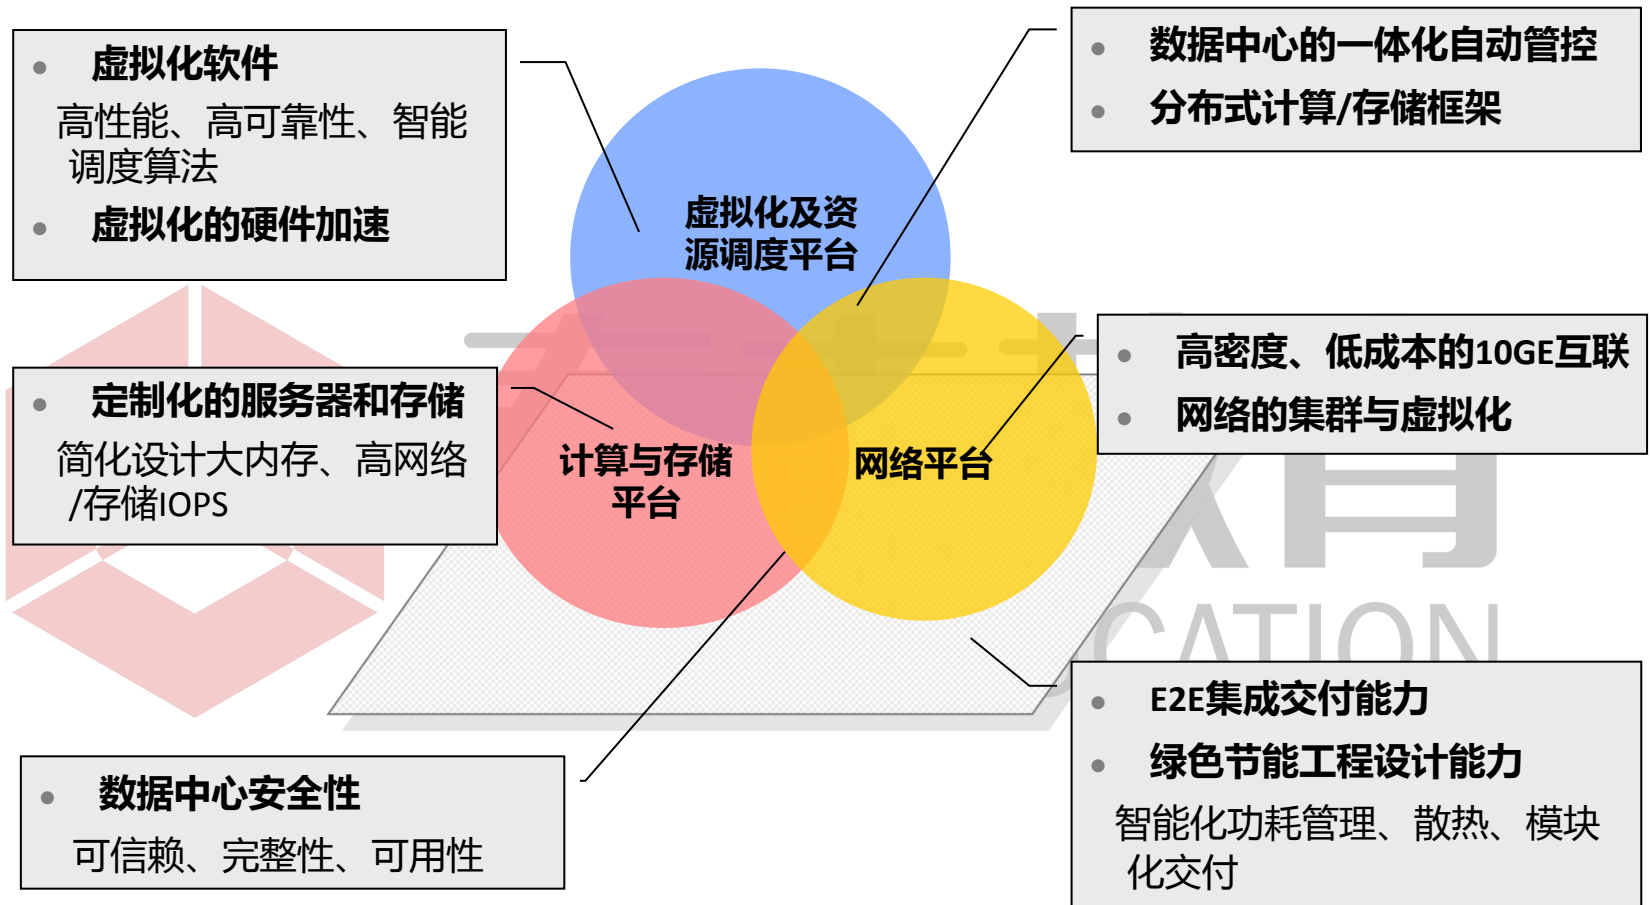 虚拟化软件
高性能、高可靠性、智能
调度算法
虚拟化的硬件加速
数据中心的一体化自动管控
分布式计算/存储框架
虚拟化及资
源调度平台
定制化的服务器和存储
简化设计大内存、高网络
/存储IOPS
计算与存储
平台
网络平台
高密度、低成本的10GE互联
网络的集群与虚拟化
数据中心安全性
可信赖、完整性、可用性
E2E集成交付能力
绿色节能工程设计能力
智能化功耗管理、散热、模块
化交付